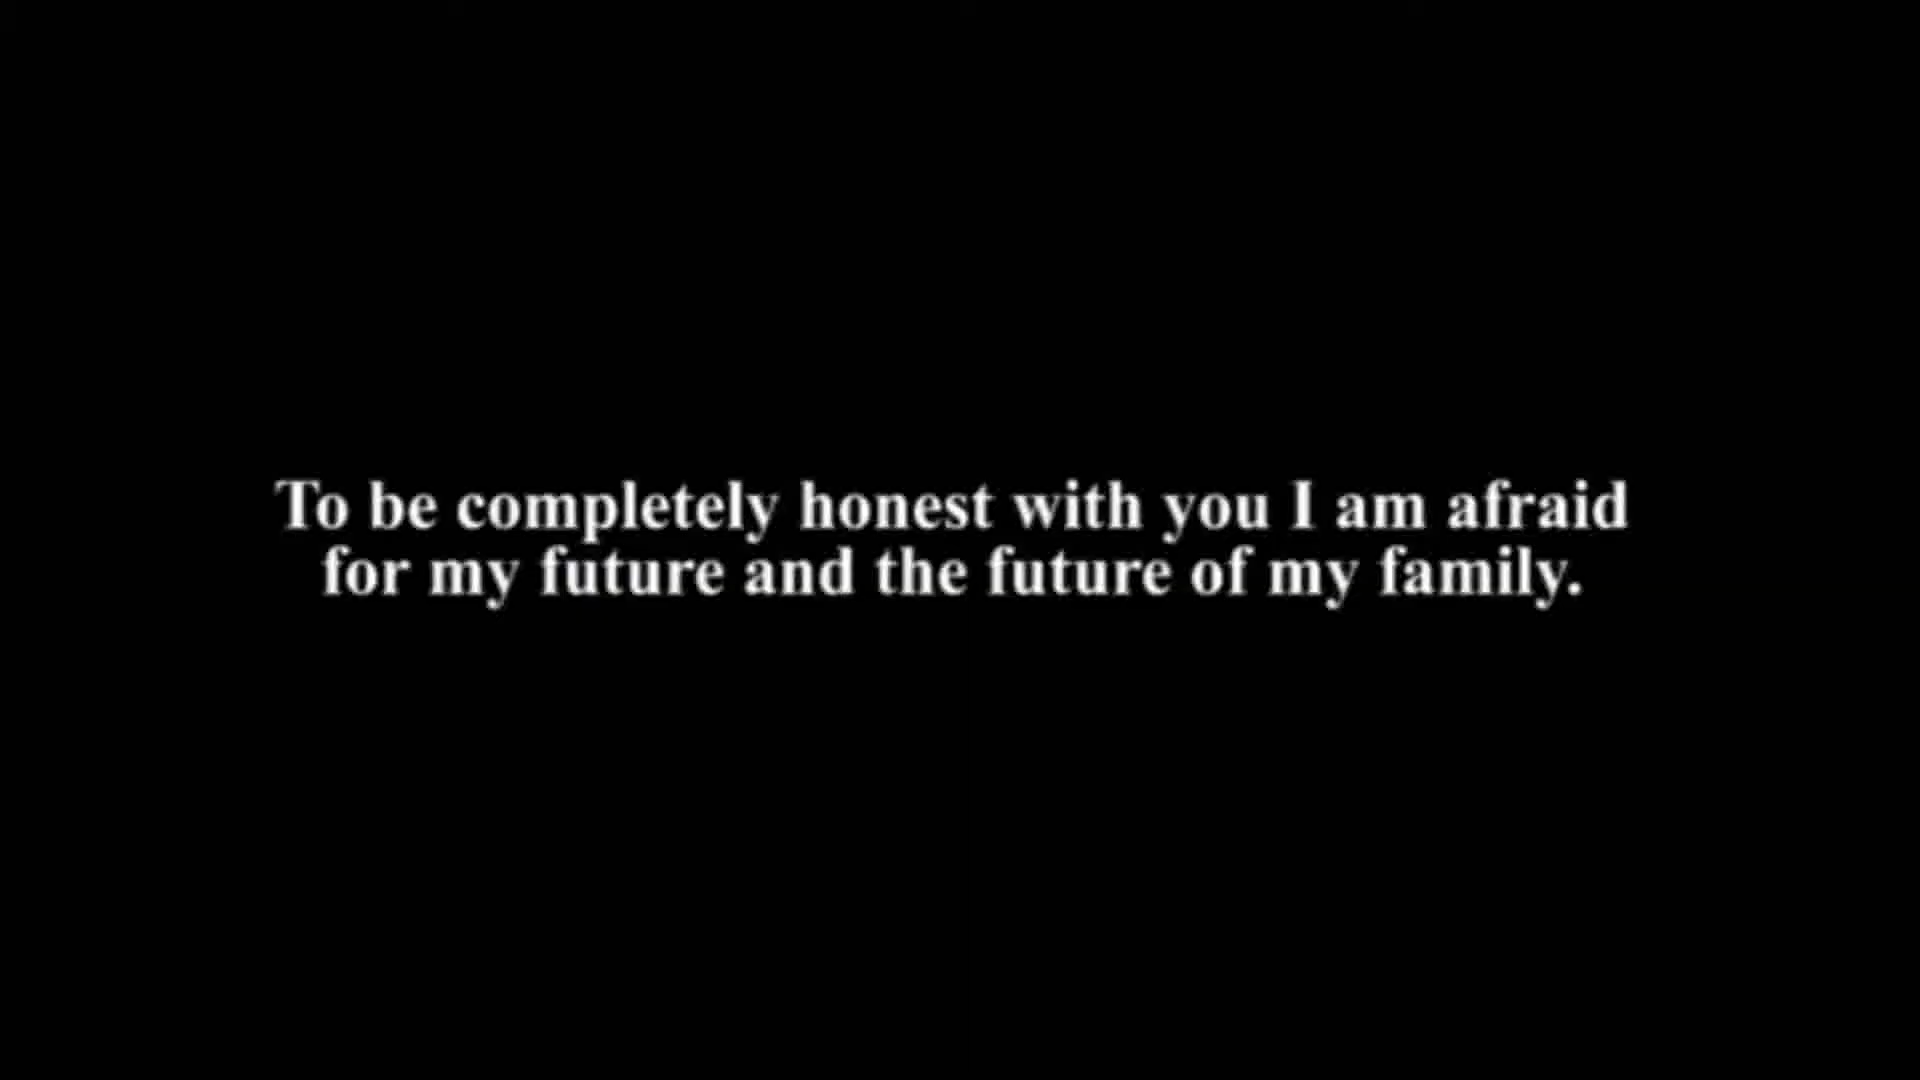 To be completely honest with you I am afraid
for my future and the future of my family.